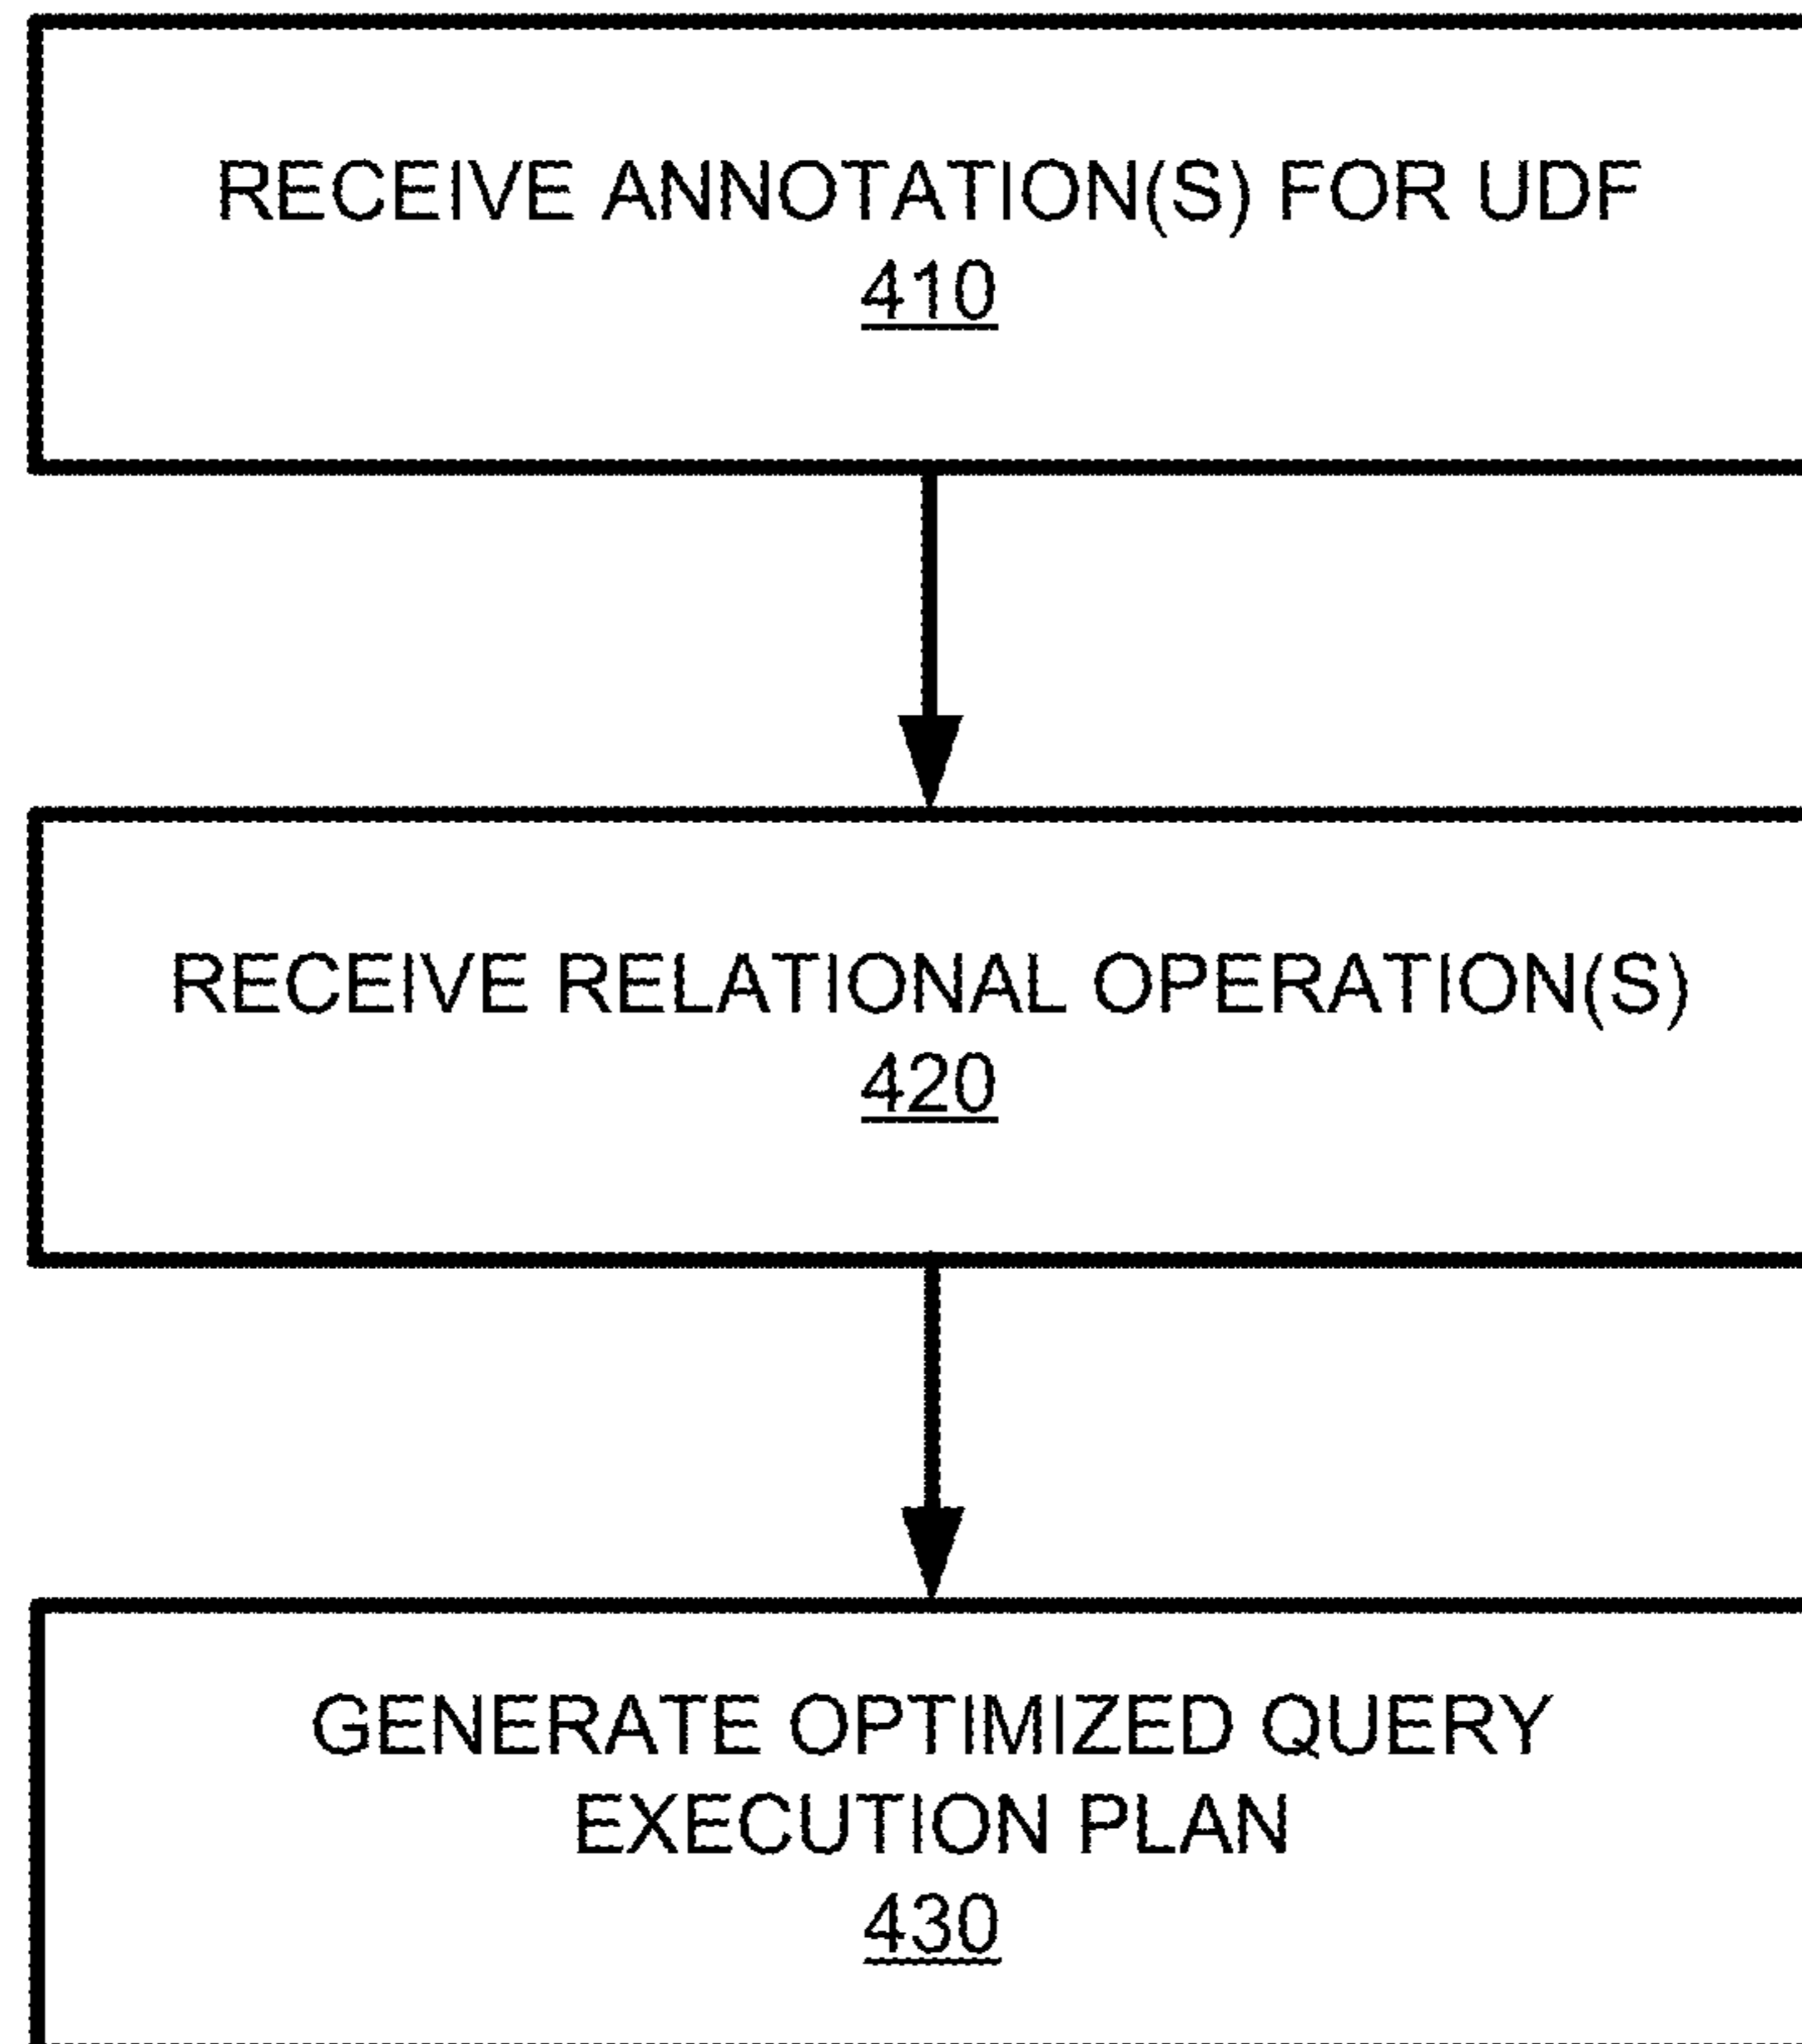 RECEIVE ANNOTATION(S) FOR UDF
410
RECEIVE RELATIONAL OPERATION(S)
420
GENERATE OPTIMIZED QUERY
EXECUTION PLAN
430